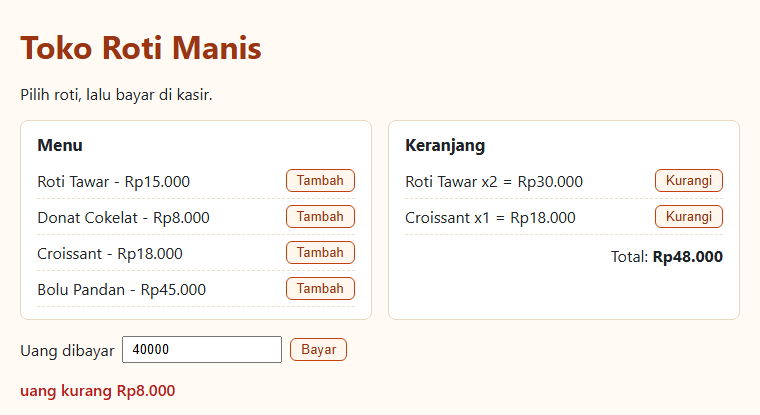 Toko Roti Manis
Pilih roti, lalu bayar di kasir.
Menu
Roti Tawar - Rp15.000 Tambah
Donat Cokelat - Rp8.000 Tambah
Croissant - Rp18.000 Tambah
Bolu Pandan - Rp45.000 Tambah
Keranjang
Roti Tawar x2 = Rp30.000 Kurangi
Croissant x1 = Rp18.000 Kurangi
Total: Rp48.000
Uang dibayar 40000 Bayar
uang kurang Rp8.000